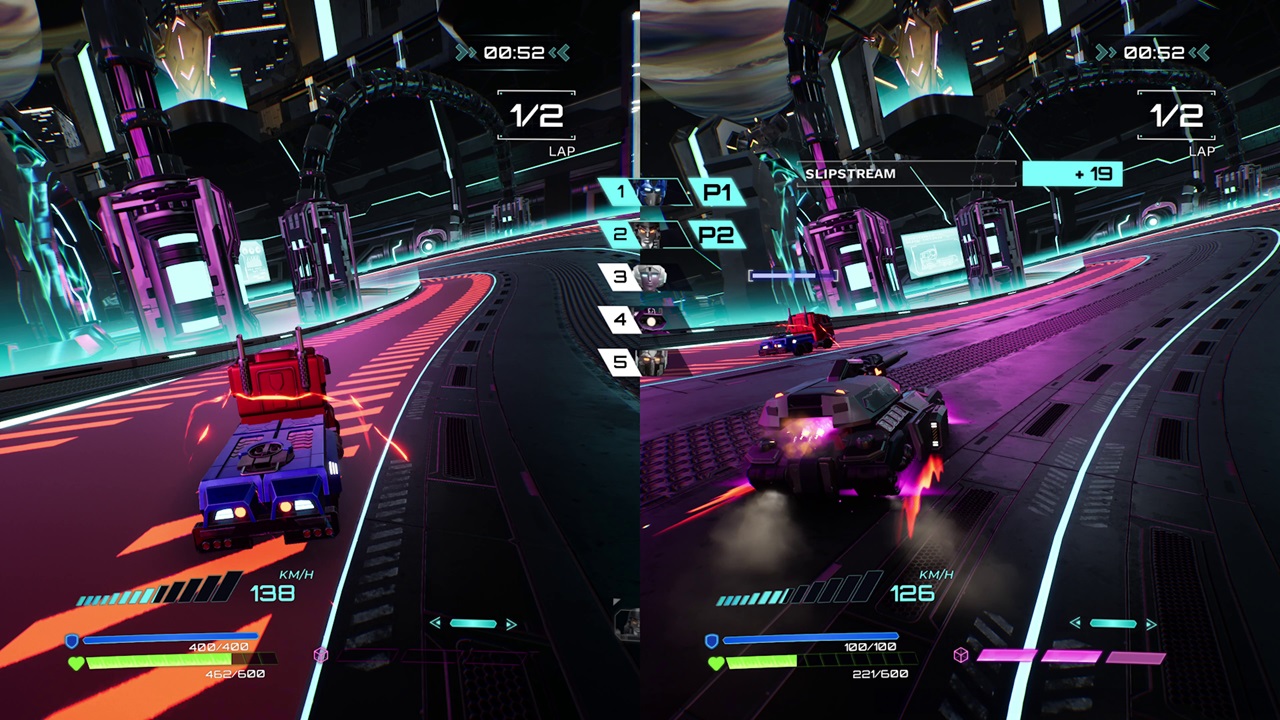 00:52
1/2
LAP
KM/H
138
400/400
462/600
1 P1
2 P2
3
4
5
00:52
1/2
LAP
SLIPSTREAM + 19
KM/H
126
100/100
221/600